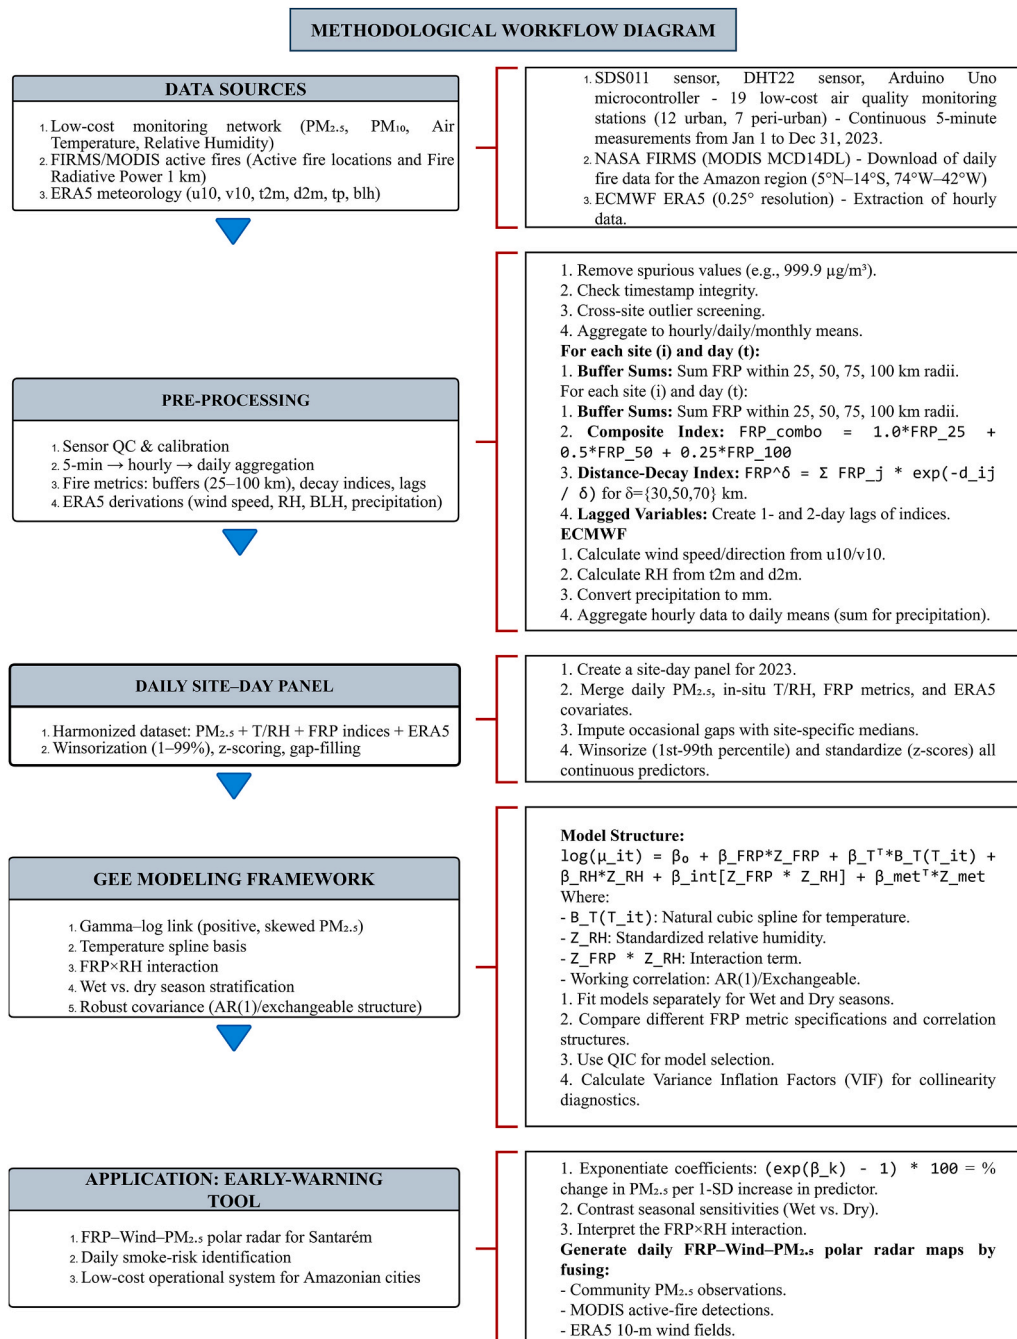 METHODOLOGICAL WORKFLOW DIAGRAM
DATA SOURCES
1. Low-cost monitoring network (PM₂.₅, PM₁₀, Air
Temperature, Relative Humidity)
2. FIRMS/MODIS active fires (Active fire locations and Fire
Radiative Power 1 km)
3. ERA5 meteorology (u10, v10, t2m, d2m, tp, blh)
1. SDS011 sensor, DHT22 sensor, Arduino Uno
microcontroller - 19 low-cost air quality monitoring
stations (12 urban, 7 peri-urban) - Continuous 5-minute
measurements from Jan 1 to Dec 31, 2023.
2. NASA FIRMS (MODIS MCD14DL) - Download of daily
fire data for the Amazon region (5°N–14°S, 74°W–42°W)
3. ECMWF ERA5 (0.25° resolution) - Extraction of hourly
data.
PRE-PROCESSING
1. Sensor QC & calibration
2. 5-min → hourly → daily aggregation
3. Fire metrics: buffers (25–100 km), decay indices, lags
4. ERA5 derivations (wind speed, RH, BLH, precipitation)
1. Remove spurious values (e.g., 999.9 µg/m³).
2. Check timestamp integrity.
3. Cross-site outlier screening.
4. Aggregate to hourly/daily/monthly means.
For each site (i) and day (t):
1. Buffer Sums: Sum FRP within 25, 50, 75, 100 km radii.
For each site (i) and day (t):
1. Buffer Sums: Sum FRP within 25, 50, 75, 100 km radii.
2. Composite Index: FRP_combo = 1.0*FRP_25 +
0.5*FRP_50 + 0.25*FRP_100
3. Distance-Decay Index: FRP^δ = Σ FRP_j * exp(-d_ij
/ δ) for δ={30,50,70} km.
4. Lagged Variables: Create 1- and 2-day lags of indices.
ECMWF
1. Calculate wind speed/direction from u10/v10.
2. Calculate RH from t2m and d2m.
3. Convert precipitation to mm.
4. Aggregate hourly data to daily means (sum for precipitation).
DAILY SITE–DAY PANEL
1. Harmonized dataset: PM₂.₅ + T/RH + FRP indices + ERA5
2. Winsorization (1–99%), z-scoring, gap-filling
1. Create a site-day panel for 2023.
2. Merge daily PM₂.₅, in-situ T/RH, FRP metrics, and ERA5
covariates.
3. Impute occasional gaps with site-specific medians.
4. Winsorize (1st-99th percentile) and standardize (z-scores) all
continuous predictors.
GEE MODELING FRAMEWORK
1. Gamma–log link (positive, skewed PM₂.₅)
2. Temperature spline basis
3. FRP×RH interaction
4. Wet vs. dry season stratification
5. Robust covariance (AR(1)/exchangeable structure)
Model Structure:
log(μ_it) = β₀ + β_FRP*Z_FRP + β_Tᵀ*B_T(T_it) +
β_RH*Z_RH + β_int[Z_FRP * Z_RH] + β_metᵀ*Z_met
Where:
- B_T(T_it): Natural cubic spline for temperature.
- Z_RH: Standardized relative humidity.
- Z_FRP * Z_RH: Interaction term.
- Working correlation: AR(1)/Exchangeable.
1. Fit models separately for Wet and Dry seasons.
2. Compare different FRP metric specifications and correlation
structures.
3. Use QIC for model selection.
4. Calculate Variance Inflation Factors (VIF) for collinearity
diagnostics.
APPLICATION: EARLY-WARNING
TOOL
1. FRP–Wind–PM₂.₅ polar radar for Santarém
2. Daily smoke-risk identification
3. Low-cost operational system for Amazonian cities
1. Exponentiate coefficients: (exp(β_k) - 1) * 100 = %
change in PM₂.₅ per 1-SD increase in predictor.
2. Contrast seasonal sensitivities (Wet vs. Dry).
3. Interpret the FRP×RH interaction.
Generate daily FRP–Wind–PM₂.₅ polar radar maps by
fusing:
- Community PM₂.₅ observations.
- MODIS active-fire detections.
- ERA5 10-m wind fields.